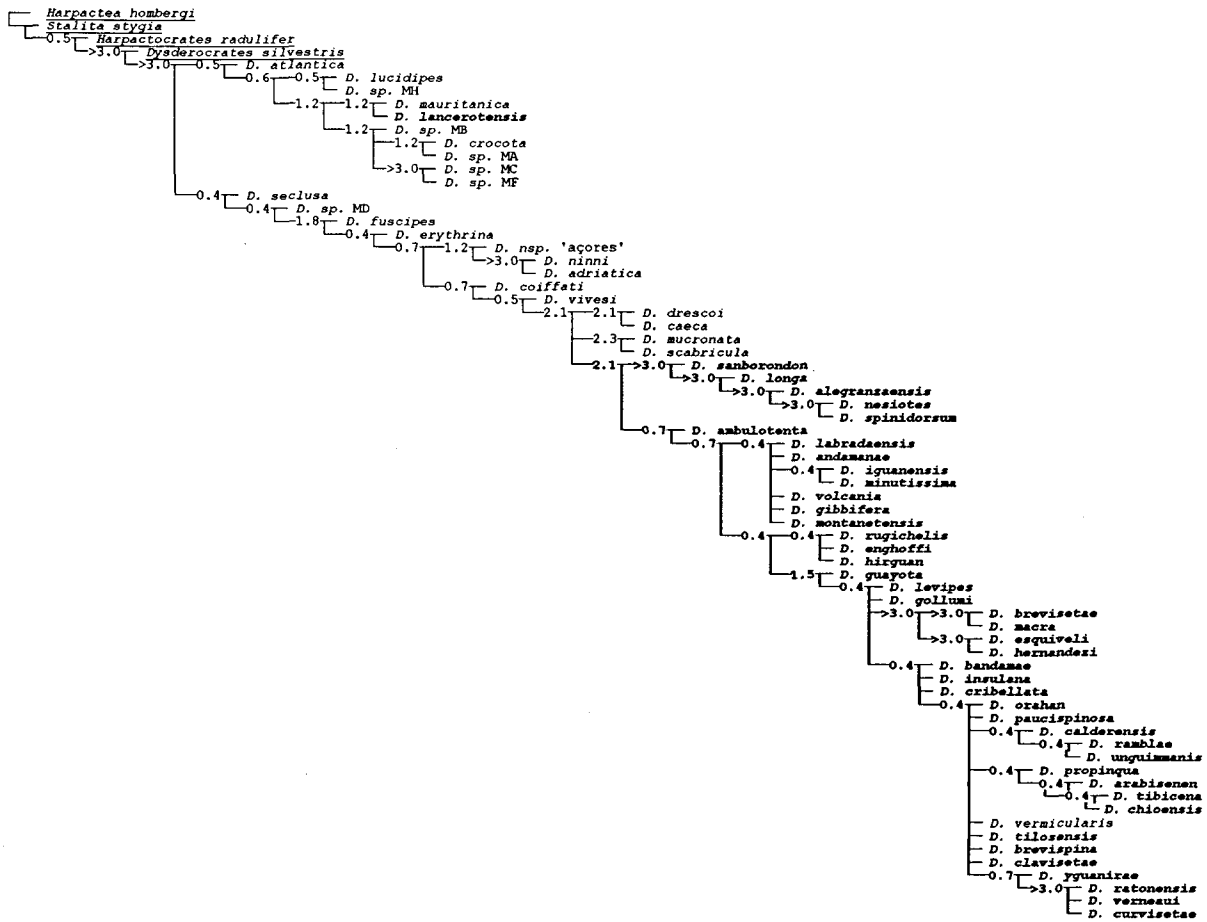 Harpactea hombergi
Stalita stygia
0.5 Harpactocrates radulifer
>3.0 Dysderocrates silvestris
>3.0 0.5 D. atlantica
0.6 0.5 D. lucidipes
D. sp. MH
1.2 1.2 D. mauritanica
D. lancerotensis
1.2 D. sp. MB
1.2 D. crocota
D. sp. MA
>3.0 D. sp. MC
D. sp. MF
0.4 D. seclusa
0.4 D. sp. MD
1.8 D. fuscipes
0.4 D. erythrina
0.7 1.2 D. nsp. 'açores'
>3.0 D. ninni
D. adriatica
0.7 D. coiffati
0.5 D. vivesi
2.1 2.1 D. drescoi
D. caeca
2.3 D. mucronata
D. scabricula
2.1 >3.0 D. sanborondon
>3.0 D. longa
>3.0 D. alegranzaensis
>3.0 D. nesiotes
D. spinidorsum
0.7 D. ambulotenta
0.7 0.4 D. labradaensis
D. andamanae
0.4 D. iguanensis
D. minutissima
D. volcania
D. gibbifera
D. montanetensis
0.4 0.4 D. rugichelis
D. enghoffi
D. hirguan
1.5 D. guayota
0.4 D. levipes
D. gollumi
>3.0 >3.0 D. brevisetae
D. macra
>3.0 D. esquiveli
D. hernandezi
0.4 D. bandamae
D. insulana
D. cribellata
0.4 D. orahan
D. paucispinosa
0.4 D. calderensis
0.4 D. ramblae
D. unguimmanis
0.4 D. propinqua
0.4 D. arabisenen
0.4 D. tibicena
D. chioensis
D. vermicularis
D. tilosensis
D. brevispina
D. clavisetae
0.7 D. yguanirae
>3.0 D. ratonensis
D. verneaui
D. curvisetae